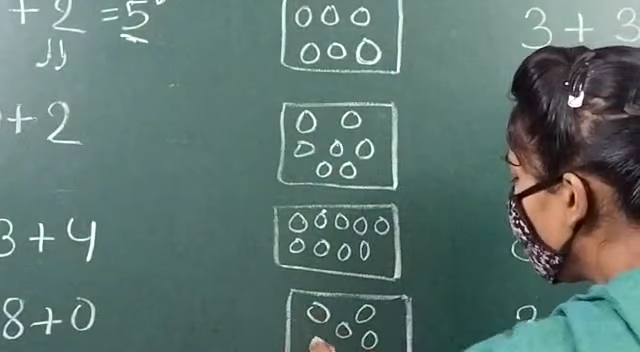 + 2 = 5
3 + 3
+ 2
3 + 4
8 + 0